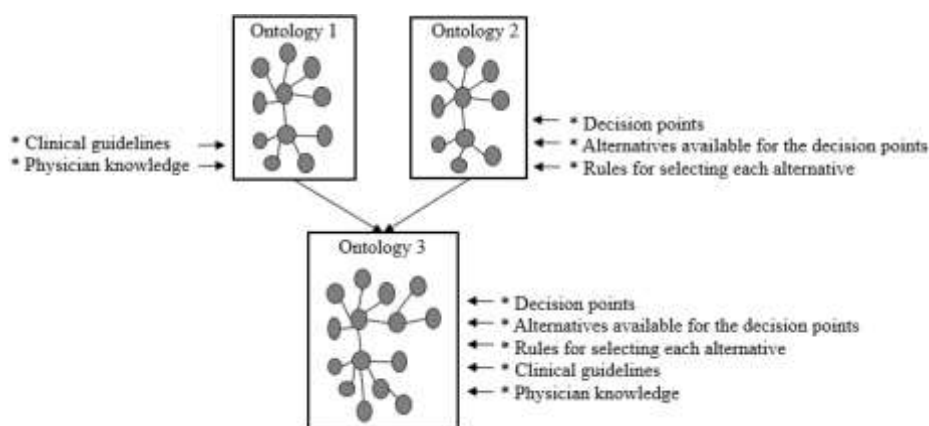 Ontology 1
Ontology 2
* Clinical guidelines
* Physician knowledge
* Decision points
* Alternatives available for the decision points
* Rules for selecting each alternative
Ontology 3
* Decision points
* Alternatives available for the decision points
* Rules for selecting each alternative
* Clinical guidelines
* Physician knowledge